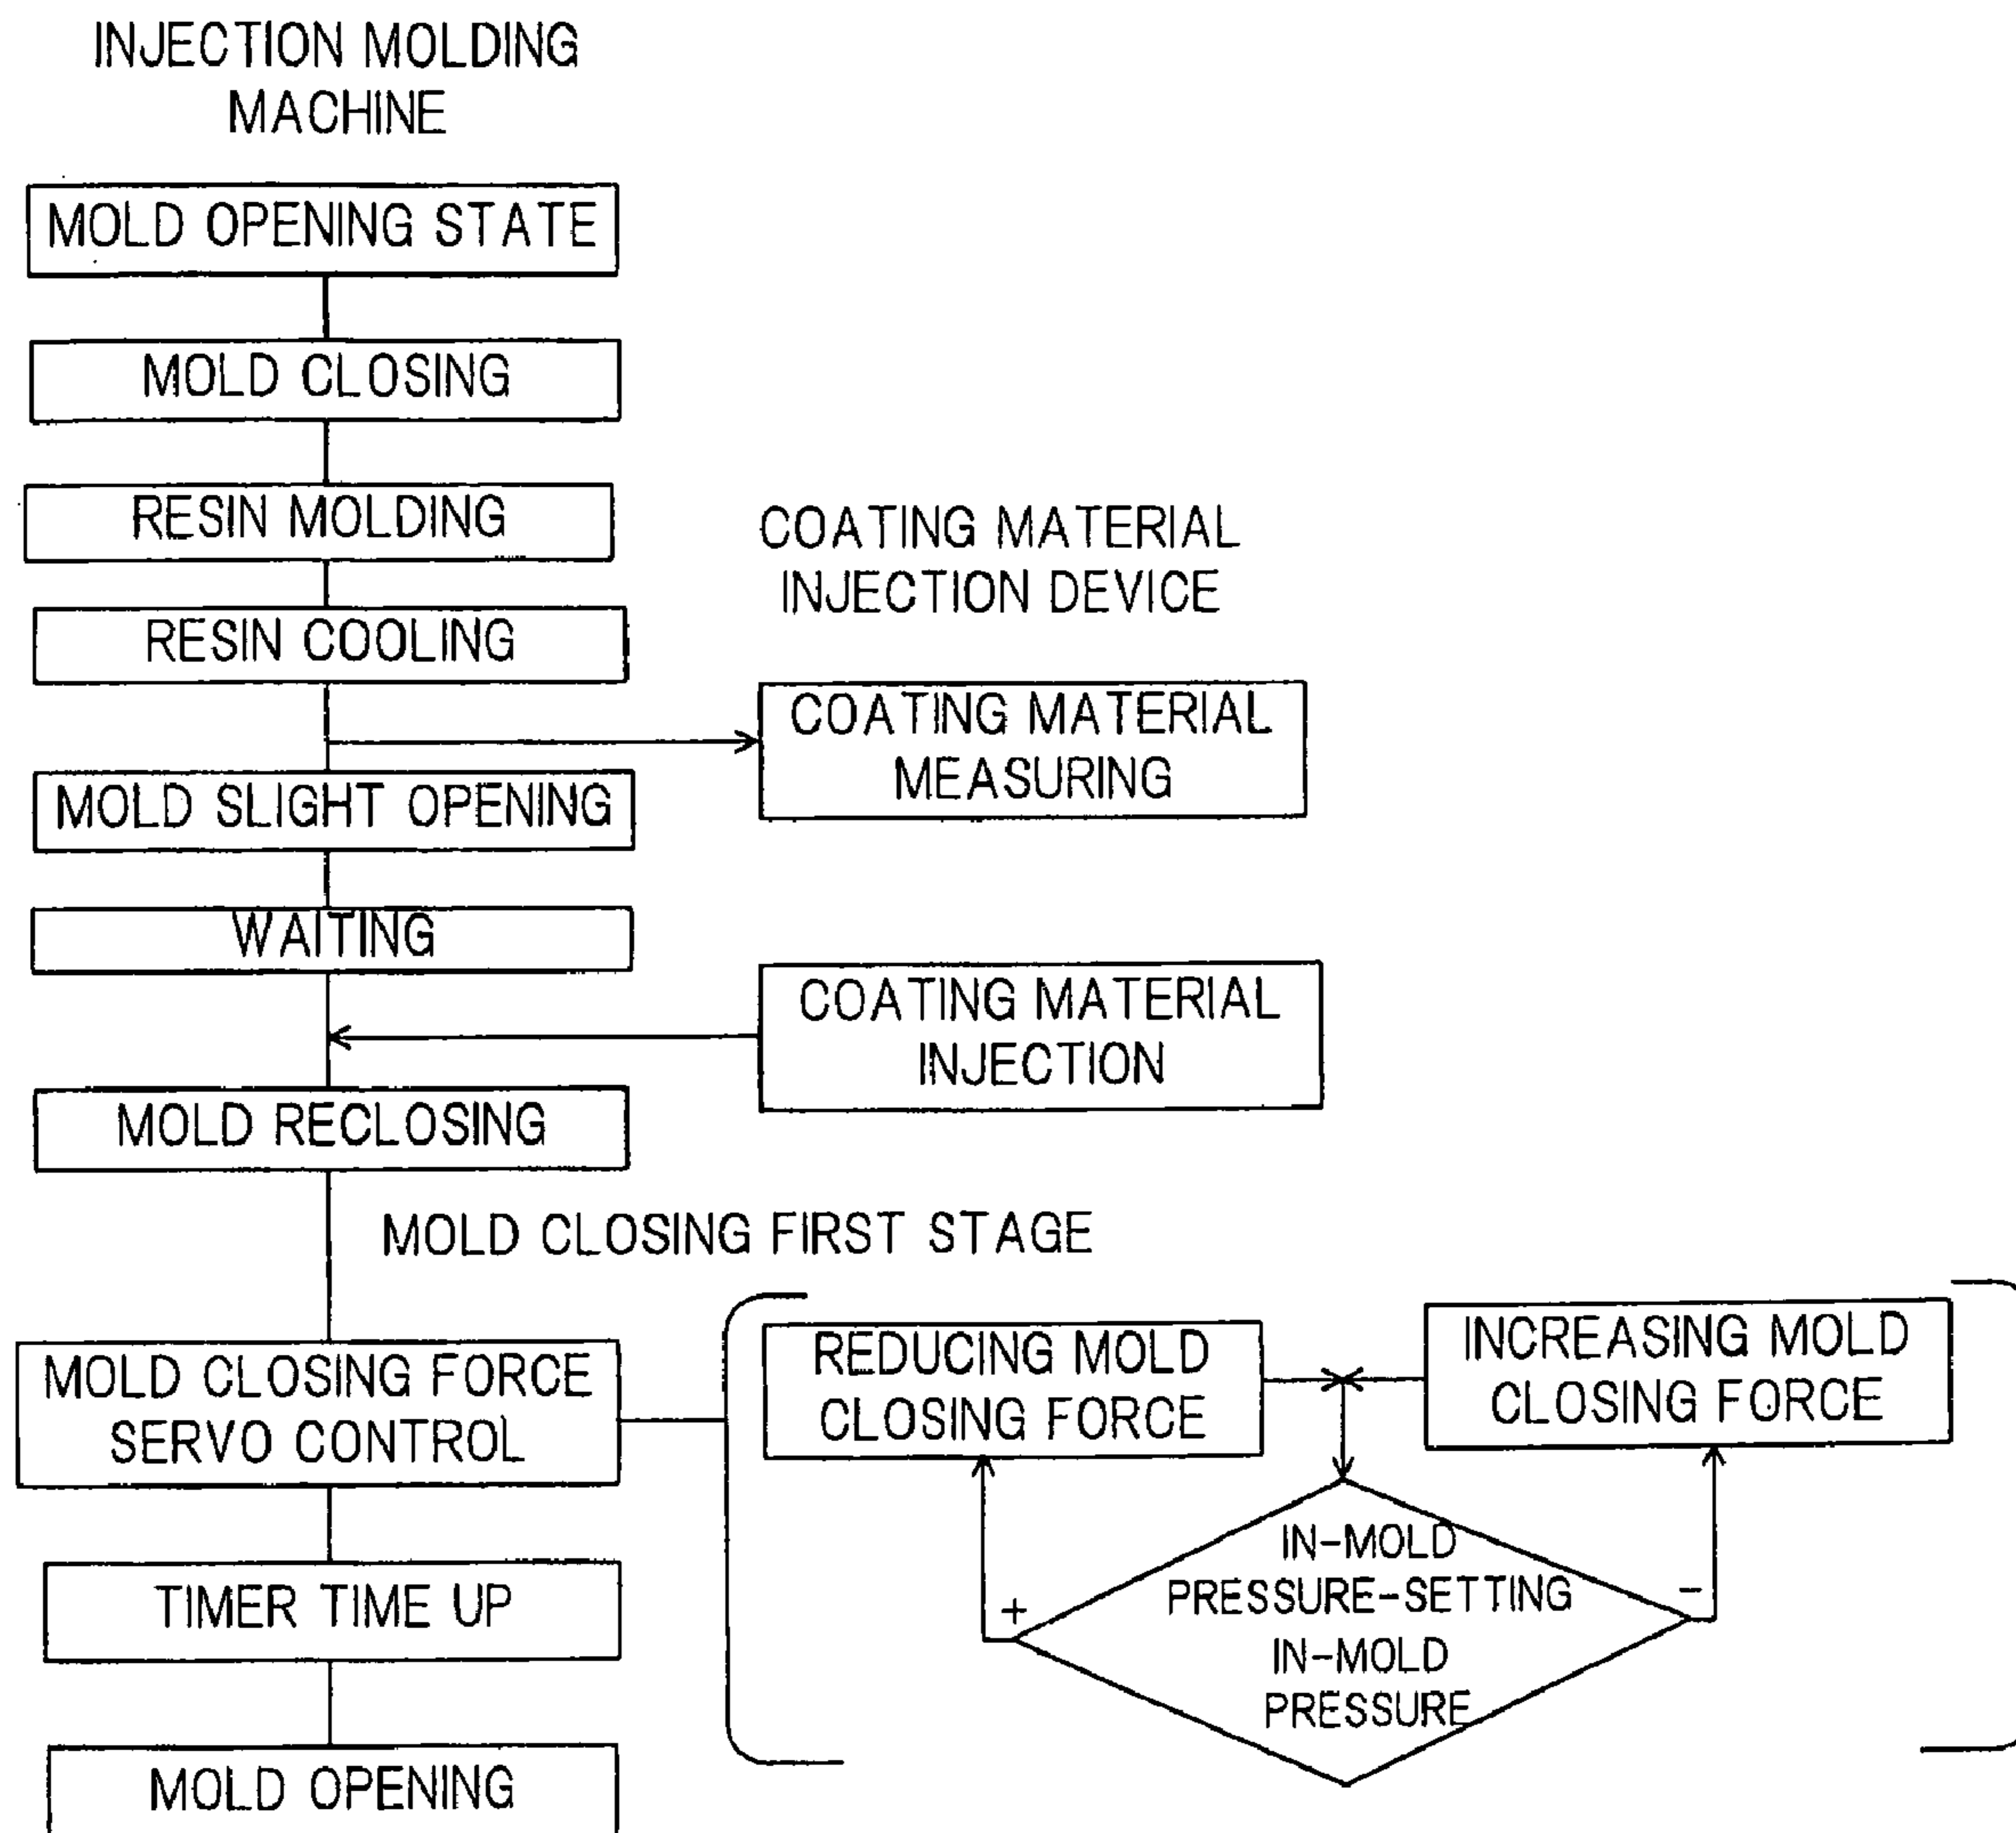 INJECTION MOLDING
MACHINE
MOLD OPENING STATE
MOLD CLOSING
RESIN MOLDING
RESIN COOLING
COATING MATERIAL
INJECTION DEVICE
COATING MATERIAL
MEASURING
MOLD SLIGHT OPENING
WAITING
COATING MATERIAL
INJECTION
MOLD RECLOSING
MOLD CLOSING FIRST STAGE
MOLD CLOSING FORCE
SERVO CONTROL
REDUCING MOLD
CLOSING FORCE
INCREASING MOLD
CLOSING FORCE
IN-MOLD
PRESSURE-SETTING
IN-MOLD
PRESSURE
+
-
TIMER TIME UP
MOLD OPENING